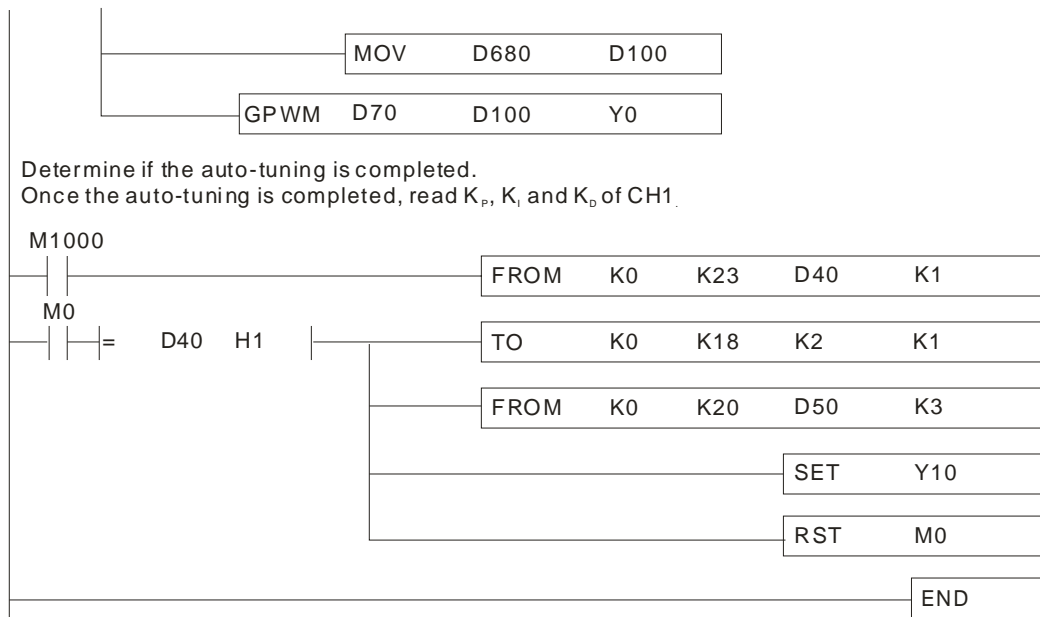 MOV D680 D100
GPWM D70 D100 Y0
Determine if the auto-tuning is completed.
Once the auto-tuning is completed, read KP, KI and KD of CH1.
M1000
FROM K0 K23 D40 K1
M0
= D40 H1
TO K0 K18 K2 K1
FROM K0 K20 D50 K3
SET Y10
RST M0
END